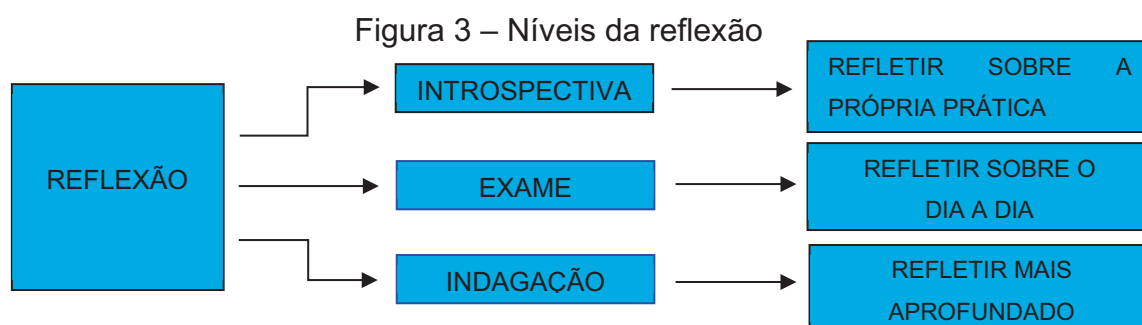 Figura 3 – Níveis da reflexão
REFLEXÃO
INTROSPECTIVA
REFLETIR SOBRE A
PRÓPRIA PRÁTICA
EXAME
REFLETIR SOBRE O
DIA A DIA
INDAGAÇÃO
REFLETIR MAIS
APROFUNDADO